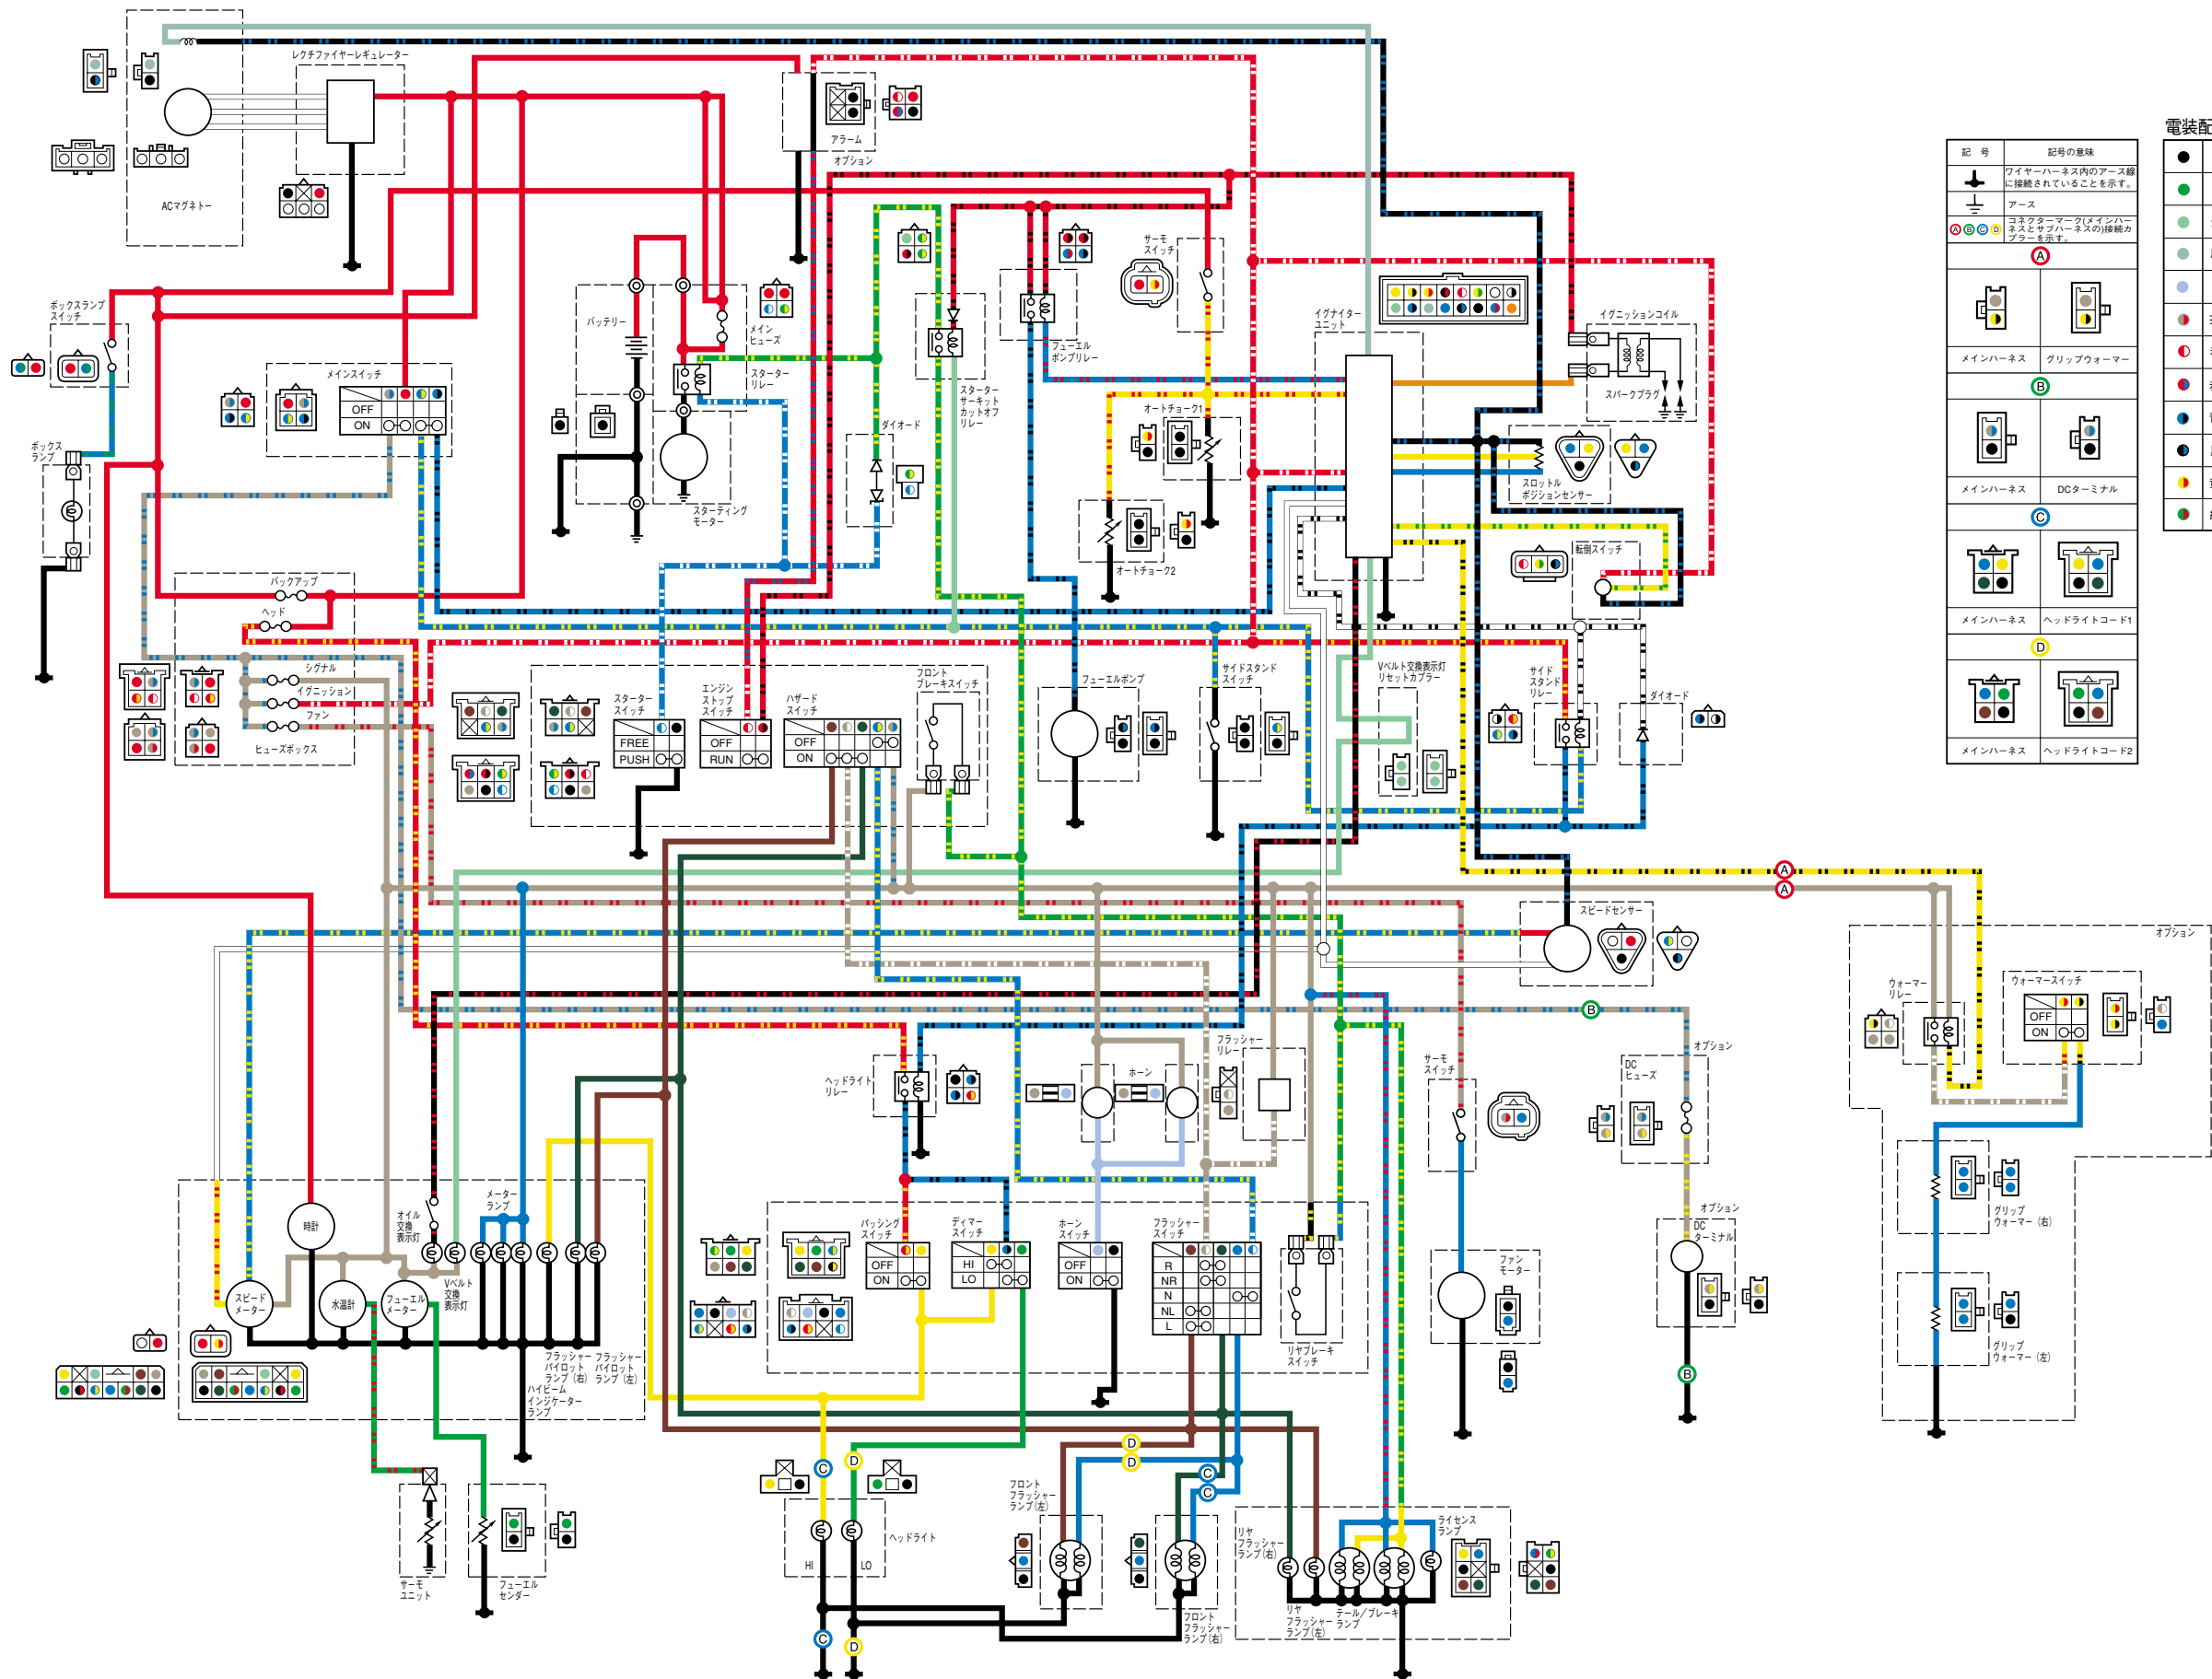 レクチファイヤーレギュレーター
ACマグネトー
アラーム
オプション
ボックスランプ
スイッチ
ボックス
ランプ
メインスイッチ
OFF
ON
バッテリー
メイン
ヒューズ
スターター
リレー
スターティング
モーター
ダイオード
スターター
サーキット
カットオフ
リレー
フューエル
ポンプリレー
サーモ
スイッチ
オートチョーク1
オートチョーク2
イグナイター
ユニット
イグニッションコイル
スパークプラグ
スロットル
ポジションセンサー
転倒スイッチ
電装配
記 号
記号の意味
ワイヤーハーネス内のアース線
に接続されていることを示す。
アース
A B C D
コネクターマーク(メインハー
ネスとサブハーネスの)接続カ
プラーを示す。
A
メインハーネス
グリップウォーマー
B
メインハーネス
DCターミナル
C
メインハーネス
ヘッドライトコード1
D
メインハーネス
ヘッドライトコード2
バックアップ
ヘッド
シグナル
イグニッション
ファン
ヒューズボックス
スターター
スイッチ
FREE
PUSH
エンジン
ストップ
スイッチ
OFF
RUN
ハザード
スイッチ
OFF
ON
フロント
ブレーキスイッチ
フューエルポンプ
サイドスタンド
スイッチ
Vベルト交換表示灯
リセットカプラー
サイド
スタンド
リレー
ダイオード
A
A
スピードセンサー
オプション
ウォーマー
リレー
ウォーマースイッチ
OFF
ON
B
ヘッドライト
リレー
ホーン
フラッシャー
リレー
サーモ
スイッチ
オプション
DC
ヒューズ
オプション
DC
ターミナル
B
グリップ
ウォーマー (右)
グリップ
ウォーマー (左)
ファン
モーター
時計
オイル
交換
表示灯
メーター
ランプ
スピード
メーター
水温計
フューエル
メーター
Vベルト
交換
表示灯
フラッシャー
パイロット
ランプ (右)
フラッシャー
パイロット
ランプ (左)
ハイビーム
インジケーター
ランプ
パッシング
スイッチ
OFF
ON
ディマー
スイッチ
HI
LO
ホーン
スイッチ
OFF
ON
フラッシャー
スイッチ
R
NR
N
NL
L
リヤブレーキ
スイッチ
サーモ
ユニット
フューエル
センダー
C
D
HI
LO
ヘッドライト
C
D
D
D
C
C
フロント
フラッシャー
ランプ(左)
フロント
フラッシャー
ランプ(右)
リヤ
フラッシャー
ランプ(右)
リヤ
フラッシャー
ランプ(左)
テール/ブレーキ
ランプ
ライセンス
ランプ